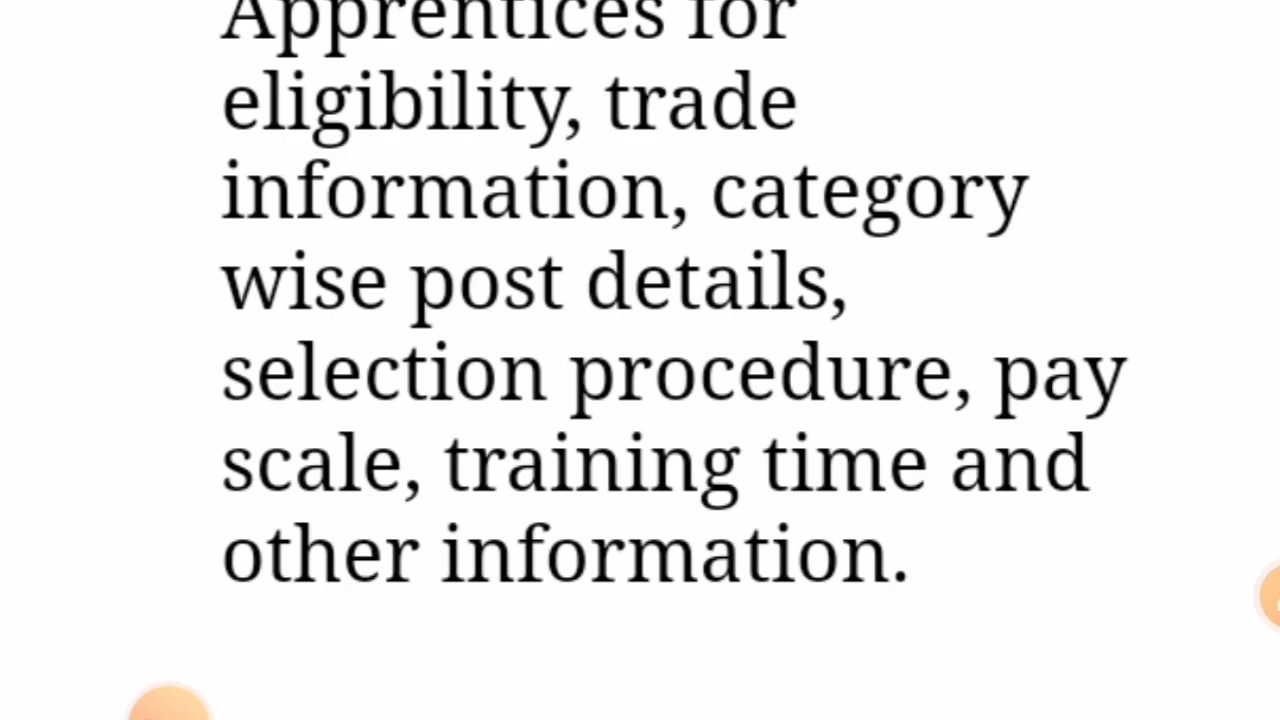 Apprentices for
eligibility, trade
information, category
wise post details,
selection procedure, pay
scale, training time and
other information.